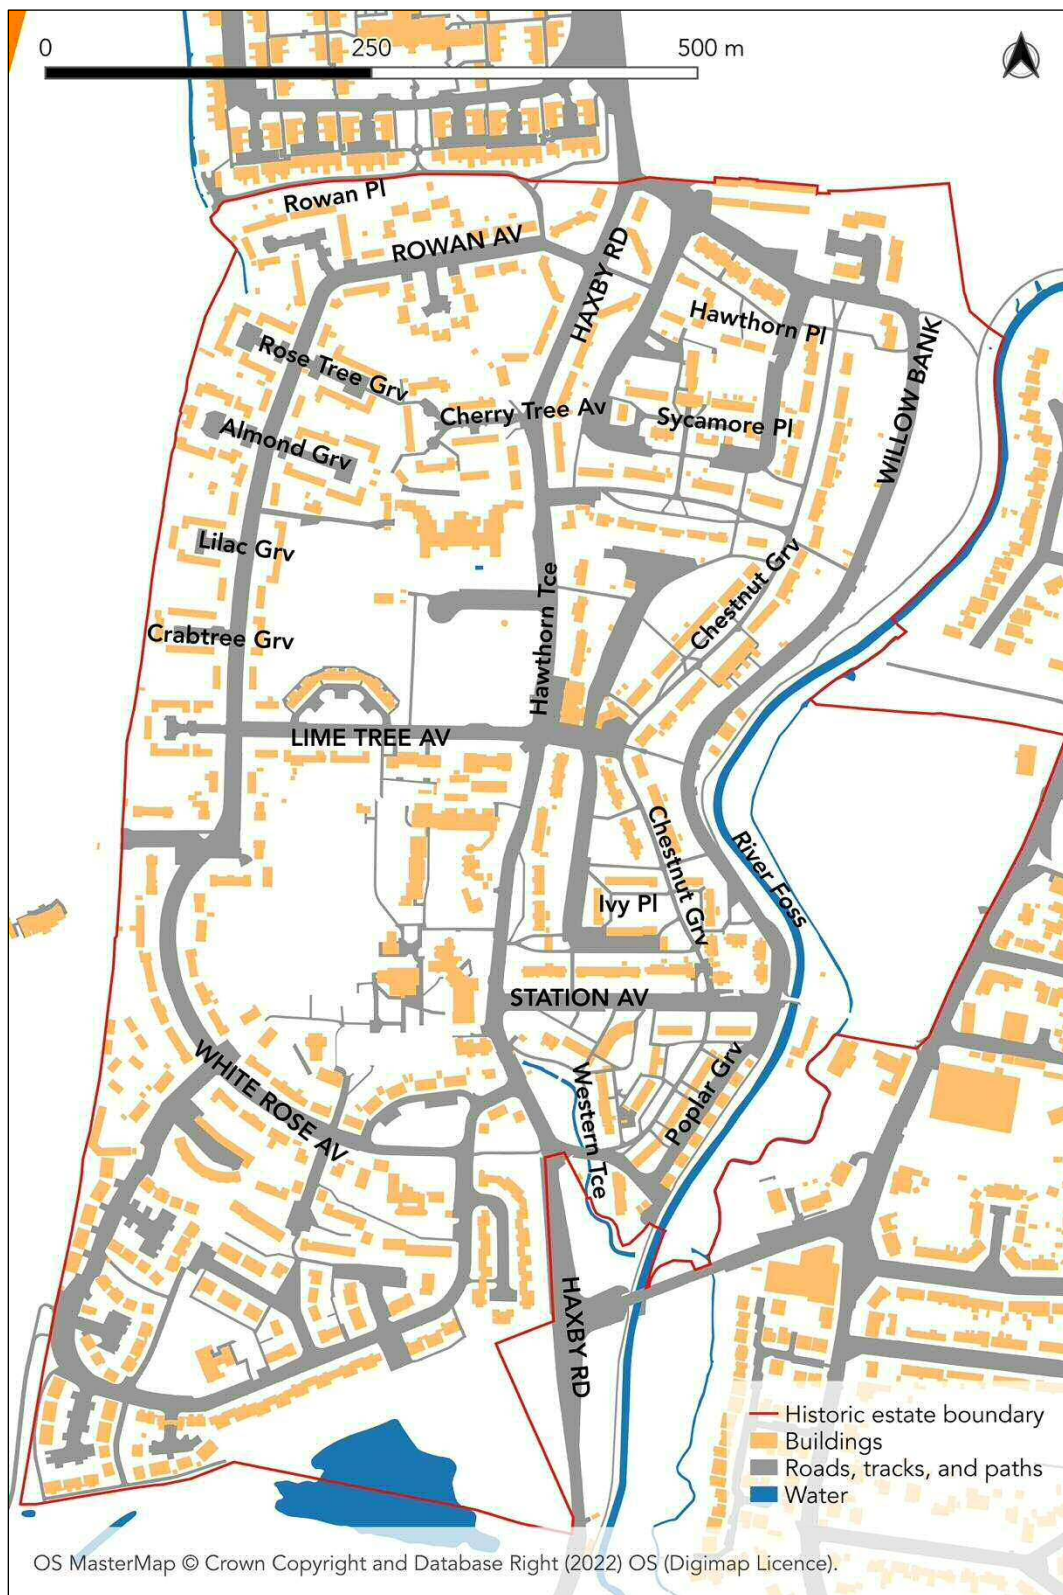 0 250 500 m
Rowan Pl
ROWAN AV
HAXBY RD
Hawthorn Pl
WILLOW BANK
Rose Tree Grv
Cherry Tree Av
Sycamore Pl
Almond Grv
Lilac Grv
Chestnut Grv
Hawthorn Tce
Crabtree Grv
LIME TREE AV
Chestnut Grv
River Foss
Ivy Pl
STATION AV
WHITE ROSE AV
Western Tce
Poplar Grv
HAXBY RD
Historic estate boundary
Buildings
Roads, tracks, and paths
Water
OS MasterMap © Crown Copyright and Database Right (2022) OS (Digimap Licence).